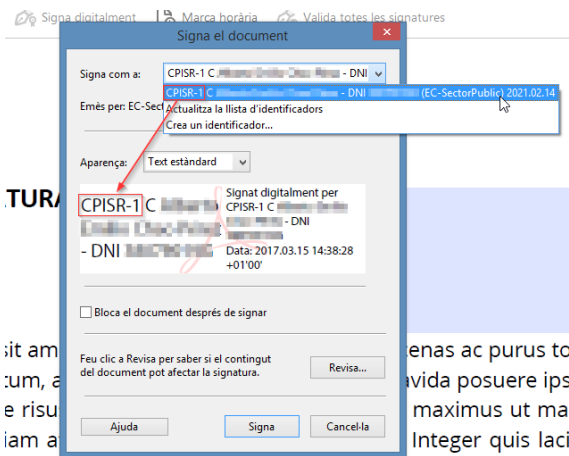 Signa digitalment Marca horària Valida totes les signatures
Signa el document
Signa com a: CPISR-1 C - DNI
CPISR-1 C - DNI (EC-SectorPublic) 2021.02.14
Emès per: EC-Sect
Actualitza la llista d'identificadors
Crea un identificador...
Aparença: Text estàndard
TURA
CPISR-1 C
- DNI
Signat digitalment per
CPISR-1 C
- DNI
Data: 2017.03.15 14:38:28
+01'00'
Bloca el document després de signar
sit am
cenas ac purus to
Feu clic a Revisa per saber si el contingut
del document pot afectar la signatura.
Revisa...
tum, a
avida posuere ips
e risu
maximus ut ma
Ajuda Signa Cancel·la
iam a
Integer quis laci